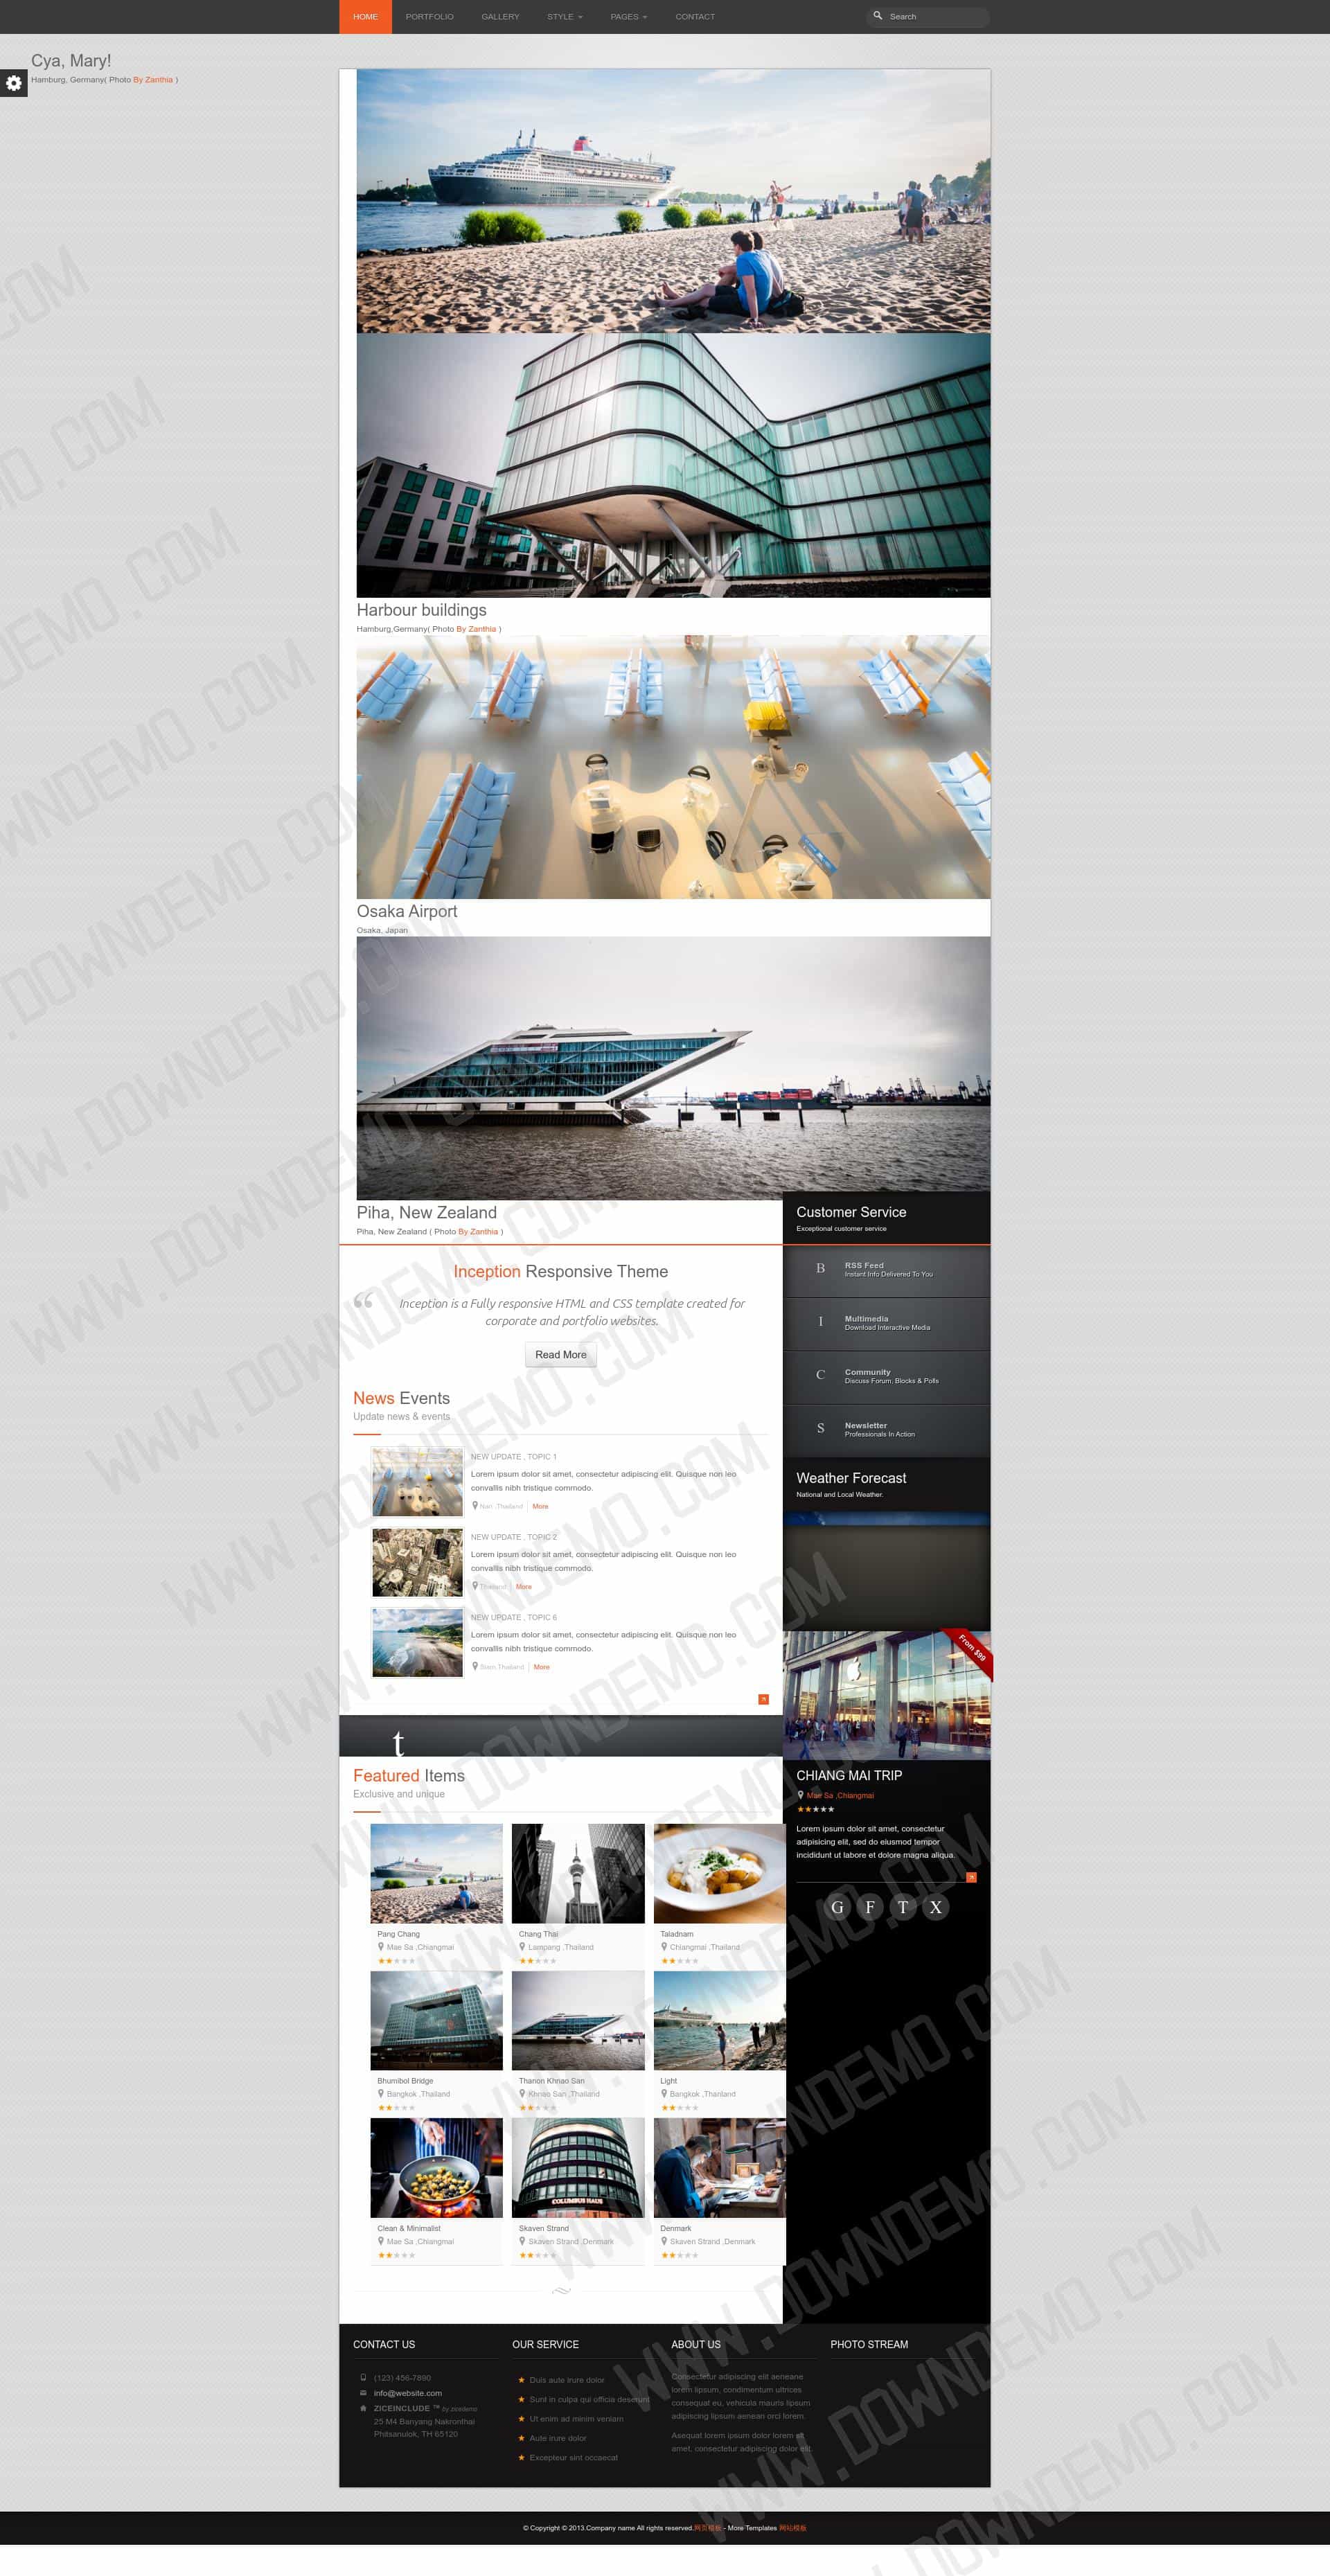 HOME PORTFOLIO GALLERY STYLE PAGES CONTACT Search
Cya, Mary!
Hamburg, Germany( Photo By Zanthia )
Harbour buildings
Hamburg,Germany( Photo By Zanthia )
Osaka Airport
Osaka, Japan
Piha, New Zealand
Piha, New Zealand ( Photo By Zanthia )
Customer Service
Exceptional customer service
B RSS Feed
Instant Info Delivered To You
I Multimedia
Download Interactive Media
C Community
Discuss Forum, Blocks & Polls
S Newsletter
Professionals In Action
Inception Responsive Theme
“ Inception is a Fully responsive HTML and CSS template created for
corporate and portfolio websites.
Read More
News Events
Update news & events
NEW UPDATE , TOPIC 1
Lorem ipsum dolor sit amet, consectetur adipiscing elit. Quisque non leo
convallis nibh tristique commodo.
Nan ,Thailand More
NEW UPDATE , TOPIC 2
Lorem ipsum dolor sit amet, consectetur adipiscing elit. Quisque non leo
convallis nibh tristique commodo.
Thailand More
NEW UPDATE , TOPIC 6
Lorem ipsum dolor sit amet, consectetur adipiscing elit. Quisque non leo
convallis nibh tristique commodo.
Siam,Thailand More
Weather Forecast
National and Local Weather.
From $99
t
CHIANG MAI TRIP
Mae Sa ,Chiangmai
Lorem ipsum dolor sit amet, consectetur
adipisicing elit, sed do eiusmod tempor
incididunt ut labore et dolore magna aliqua.
G F T X
Featured Items
Exclusive and unique
Pang Chang
Mae Sa ,Chiangmai
Chang Thai
Lampang ,Thailand
Taladnam
Chiangmai ,Thailand
Bhumibol Bridge
Bangkok ,Thailand
Thanon Khnao San
Khnao San ,Thailand
Light
Bangkok ,Thanland
COLUMBUS HAUS
Clean & Minimalist
Mae Sa ,Chiangmai
Skaven Strand
Skaven Strand ,Denmark
Denmark
Skaven Strand ,Denmark
CONTACT US
(123) 456-7890
info@website.com
ZICEINCLUDE ™ by zicedemo
25 M4 Banyang Nakronthai
Phitsanulok, TH 65120
OUR SERVICE
Duis aute irure dolor
Sunt in culpa qui officia deserunt
Ut enim ad minim veniam
Aute irure dolor
Excepteur sint occaecat
ABOUT US
Consectetur adipiscing elit aeneane
lorem lipsum, condimentum ultrices
consequat eu, vehicula mauris lipsum
adipiscing lipsum aenean orci lorem.
Asequat lorem ipsum dolor lorem sit
amet, consectetur adipiscing dolor elit.
PHOTO STREAM
© Copyright © 2013.Company name All rights reserved.网页模板 - More Templates 网站模板
WWW.DOWNDEMO.COM